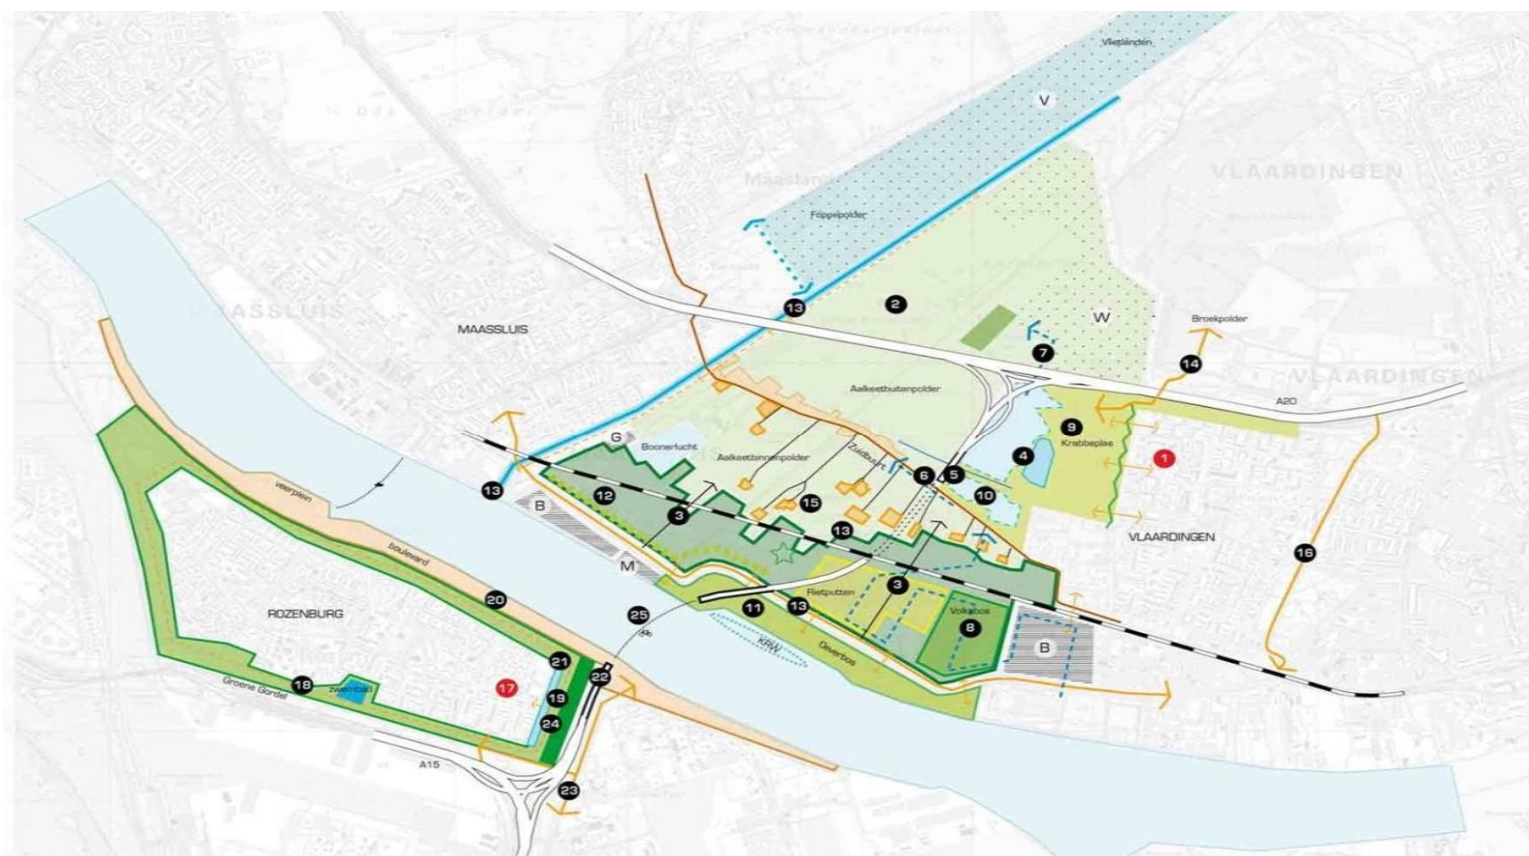 Vlietlanden
V
VLAARDINGEN
Foppepolder
2
13
W
Broekpolder
MAASSLUIS
MAASSLUIS
7
14
VLAARDINGEN
Aalkeetbuitenpolder
A20
9
Krabbeplas
G
Boonerlucht
Aalkeetbinnenpolder
Zuidbuurt
4
1
6
5
13
12
B
3
15
10
13
veerplein
VLAARDINGEN
16
boulevard
M
3
Rietputten
Volksbos
8
20
25
11
13
ROZENBURG
KRW
Oeverbos
B
21
22
18
zwembad
17
19
Groene Gordel
24
A15
23